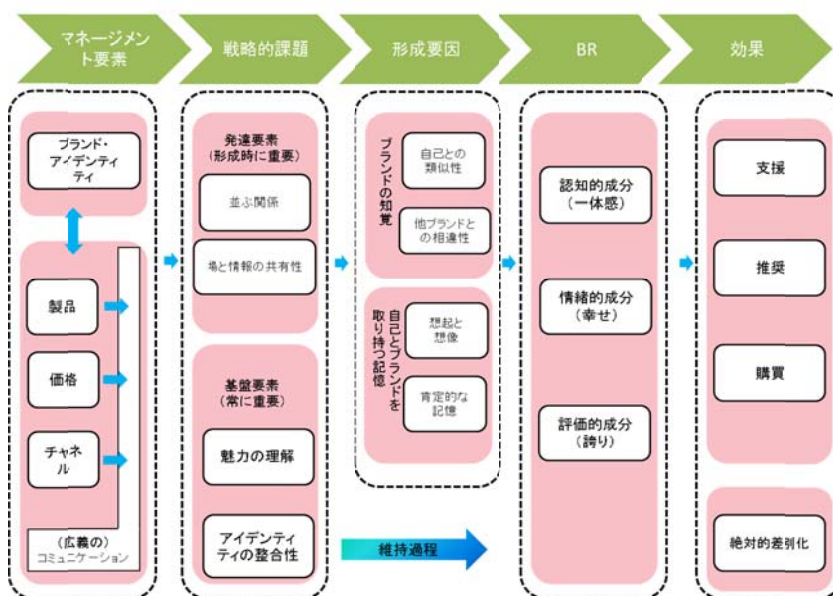 マネージメン
ト要素
戦略的課題
形成要因
BR
効果
ブランド・
アイデンティ
ティ
製品
価格
チャネ
ル
(広義の)
コミュニケーション
発達要素
(形成時に重要)
並ぶ関係
場と情報の共有性
基盤要素
(常に重要)
魅力の理解
アイデンティ
ティの整合性
ブランドの知覚
自己との
類似性
他ブランドと
の相違性
自己とブランドを
取り持つ記憶
想起と
想像
肯定的な
記憶
維持過程
認知的成分
(一体感)
情緒的成分
(幸せ)
評価的成分
(誇り)
支援
推奨
購買
絶対的差引化